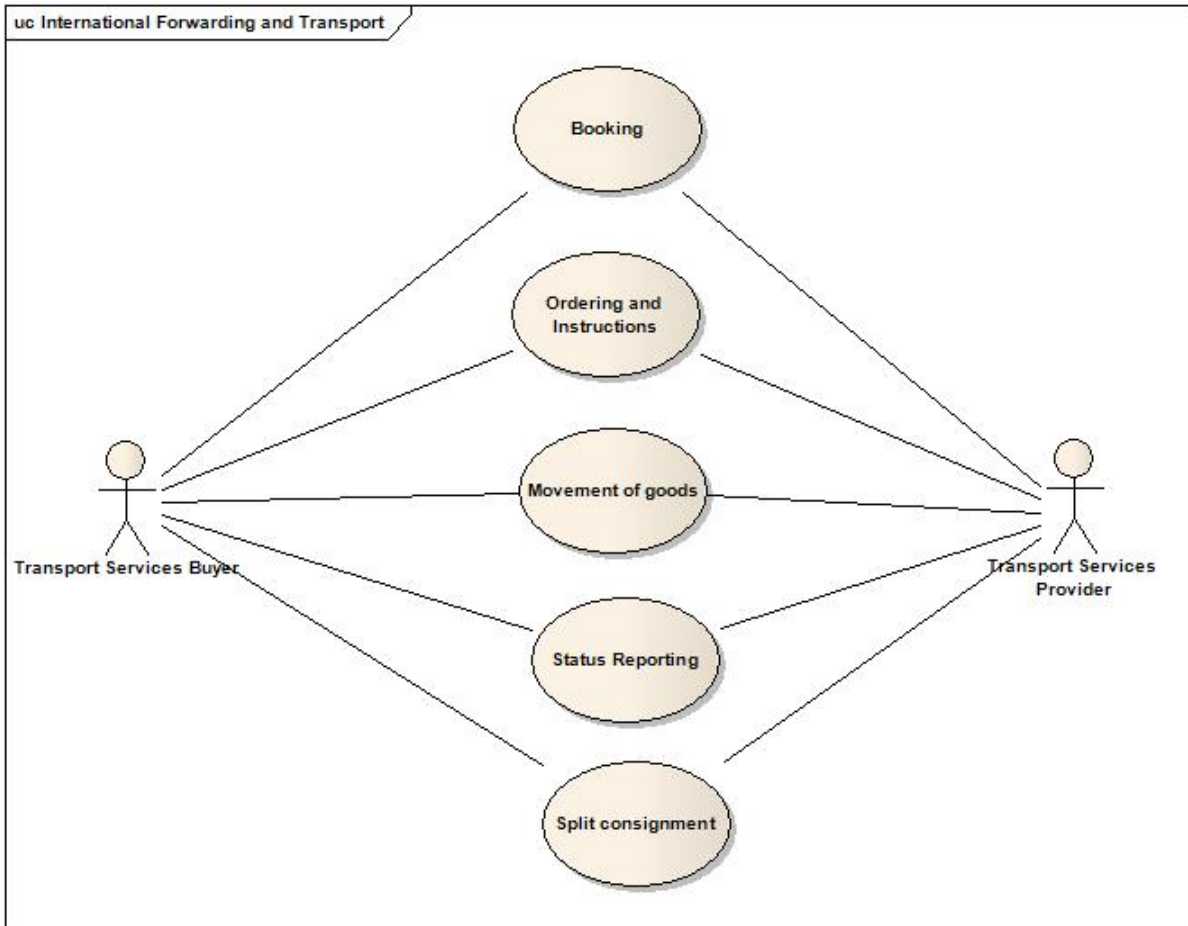 uc International Forwarding and Transport
Booking
Ordering and
Instructions
Movement of goods
Transport Services Buyer
Transport Services
Provider
Status Reporting
Split consignment